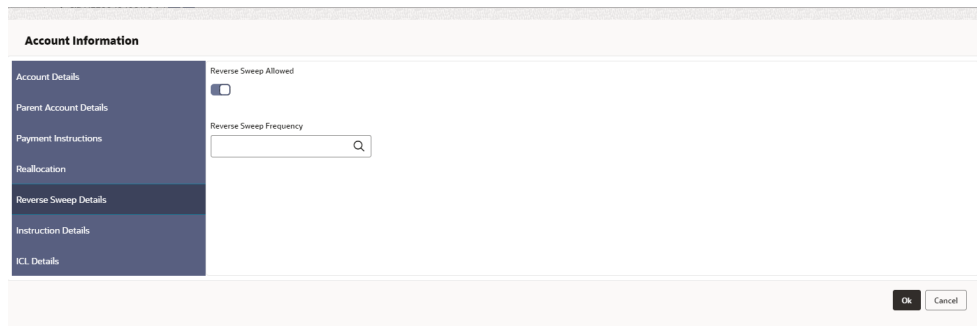 Account Information
Account Details
Parent Account Details
Payment Instructions
Reallocation
Reverse Sweep Details
Instruction Details
ICL Details
Reverse Sweep Allowed
Reverse Sweep Frequency
Ok
Cancel